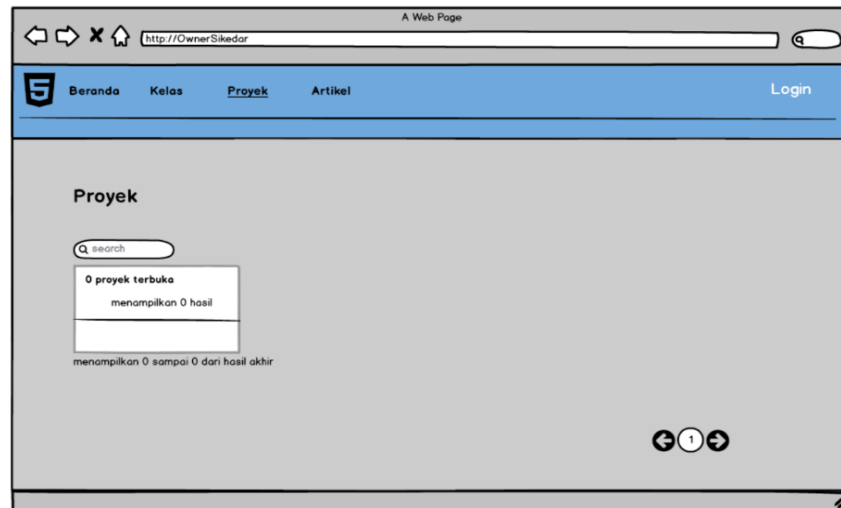 A Web Page
http://OwnerSikedar
Beranda Kelas Proyek Artikel Login
Proyek
search
0 proyek terbuka
menampilkan 0 hasil
menampilkan 0 sampai 0 dari hasil akhir
1